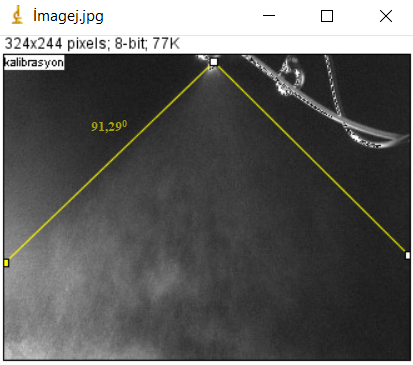 İmagej.jpg
324x244 pixels; 8-bit; 77K
kalibrasyon
91,29⁰